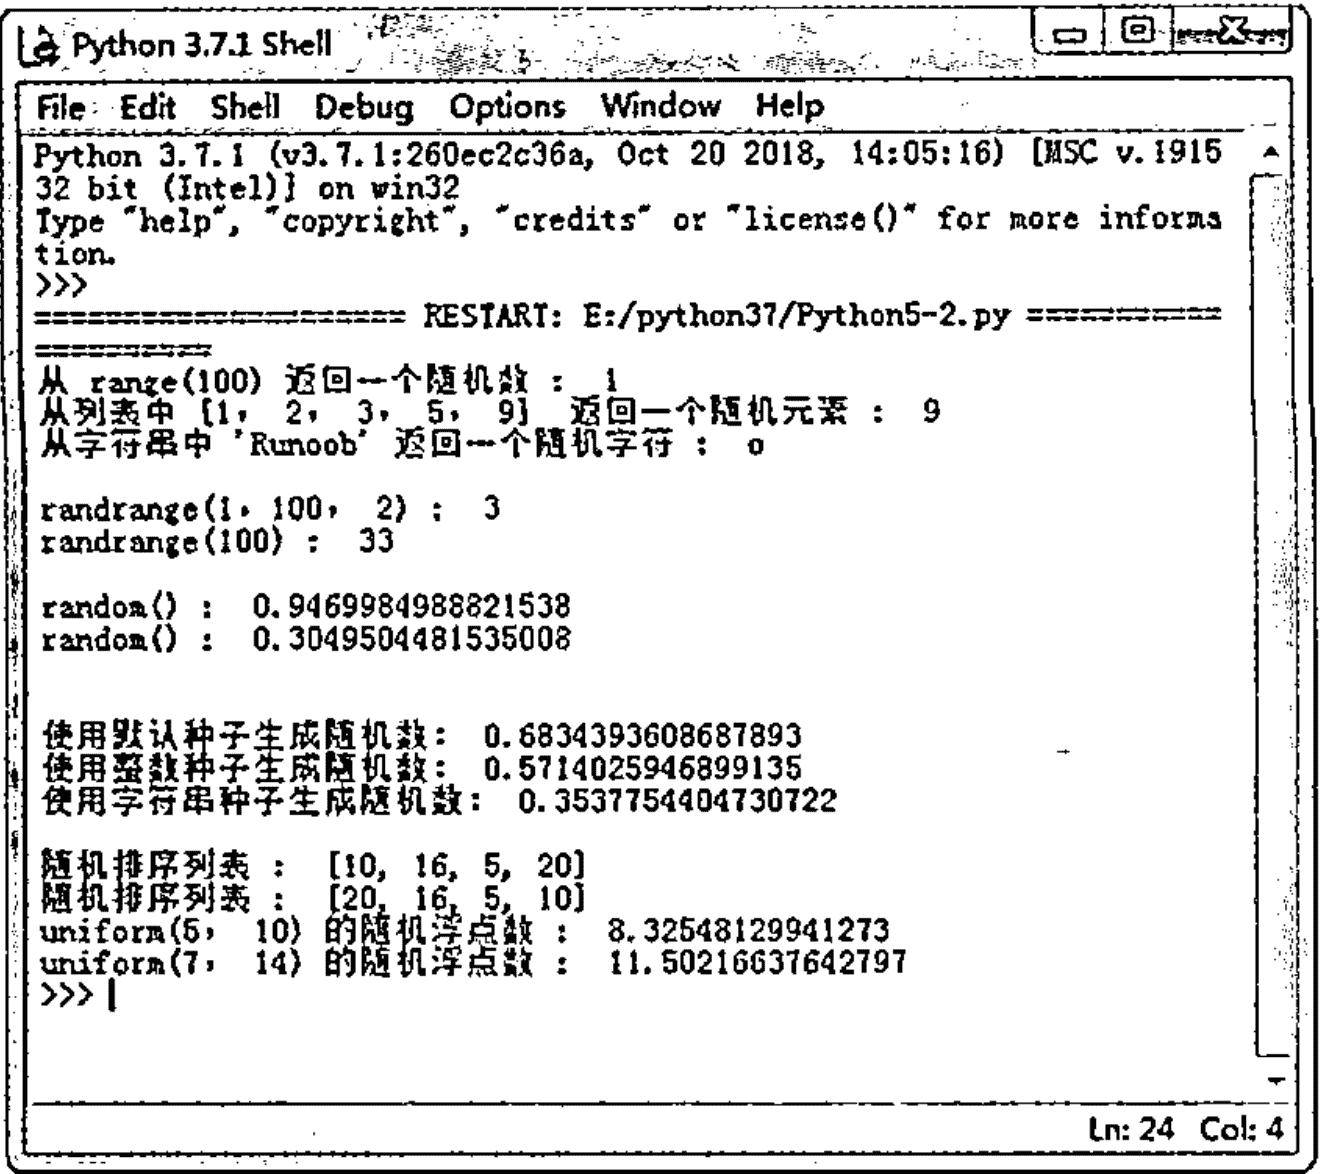 Python 3.7.1 Shell
File Edit Shell Debug Options Window Help
Python 3.7.1 (v3.7.1:260ec2c36a, Oct 20 2018, 14:05:16) [MSC v.1915
32 bit (Intel)] on win32
Type "help", "copyright", "credits" or "license()" for more informa
tion.
>>>
===================== RESTART: E:/python37/Python5-2.py ===========
==========
从 range(100) 返回一个随机数 :  1
从列表中 [1, 2, 3, 5, 9] 返回一个随机元素 :  9
从字符串中 'Runoob' 返回一个随机字符 :  o
randrange(1, 100, 2) :  3
randrange(100) :  33
random() :  0.9469984988821538
random() :  0.3049504481535008
使用默认种子生成随机数:  0.6834393608687893
使用整数种子生成随机数:  0.5714025946899135
使用字符串种子生成随机数:  0.3537754404730722
随机排序列表 :  [10, 16, 5, 20]
随机排序列表 :  [20, 16, 5, 10]
uniform(5, 10) 的随机浮点数 :  8.32548129941273
uniform(7, 14) 的随机浮点数 :  11.50216637642797
>>>
Ln: 24 Col: 4